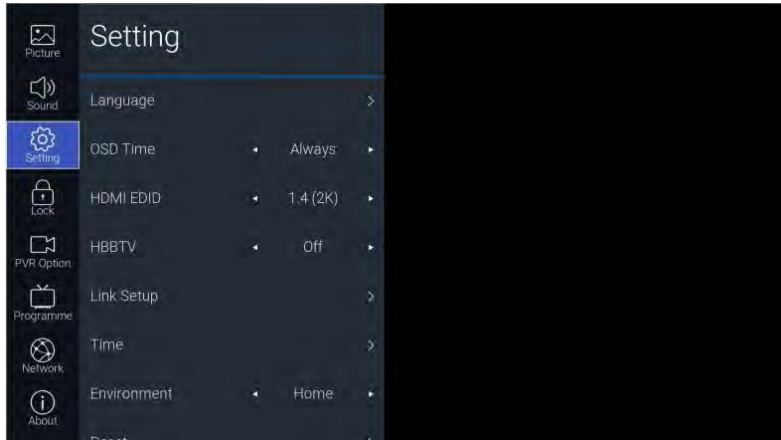 Setting
Picture
Sound
Setting
Lock
PVR Option
Programme
Network
About
Language
OSD Time Always
HDMI EDID 1.4 (2K)
HBBTV Off
Link Setup
Time
Environment Home